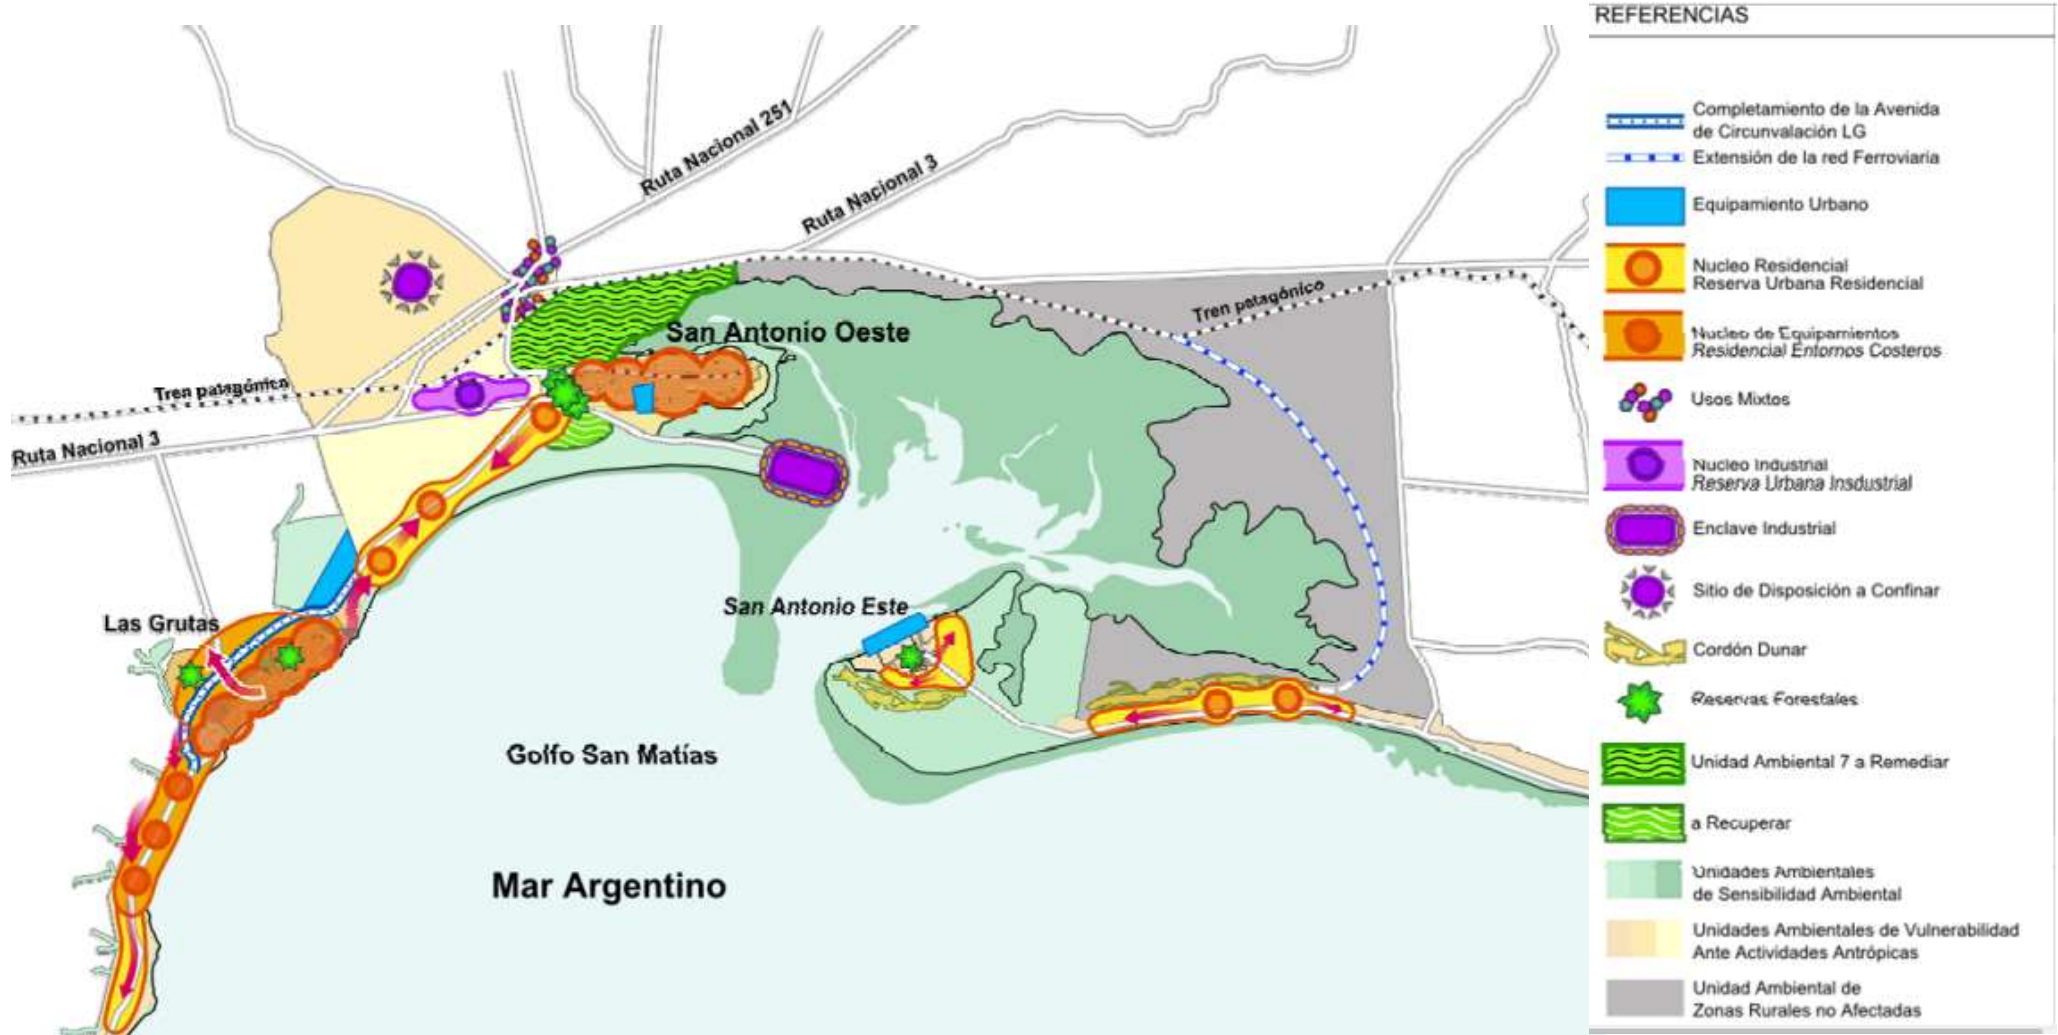 Ruta Nacional 251
Ruta Nacional 3
Tren patagónico
San Antonio Oeste
Tren patagónico
Ruta Nacional 3
San Antonio Este
Las Grutas
Golfo San Matías
Mar Argentino
REFERENCIAS
Completamiento de la Avenida
de Circunvalación LG
Extensión de la red Ferroviaria
Equipamiento Urbano
Nucleo Residencial
Reserva Urbana Residencial
Nucleo de Equipamientos
Residencial Entornos Costeros
Usos Mixtos
Nucleo Industrial
Reserva Urbana Insdustrial
Enclave Industrial
Sitio de Disposición a Confinar
Cordón Dunar
Reservas Forestales
Unidad Ambiental 7 a Remediar
a Recuperar
Unidades Ambientales
de Sensibilidad Ambiental
Unidades Ambientales de Vulnerabilidad
Ante Actividades Antrópicas
Unidad Ambiental de
Zonas Rurales no Afectadas